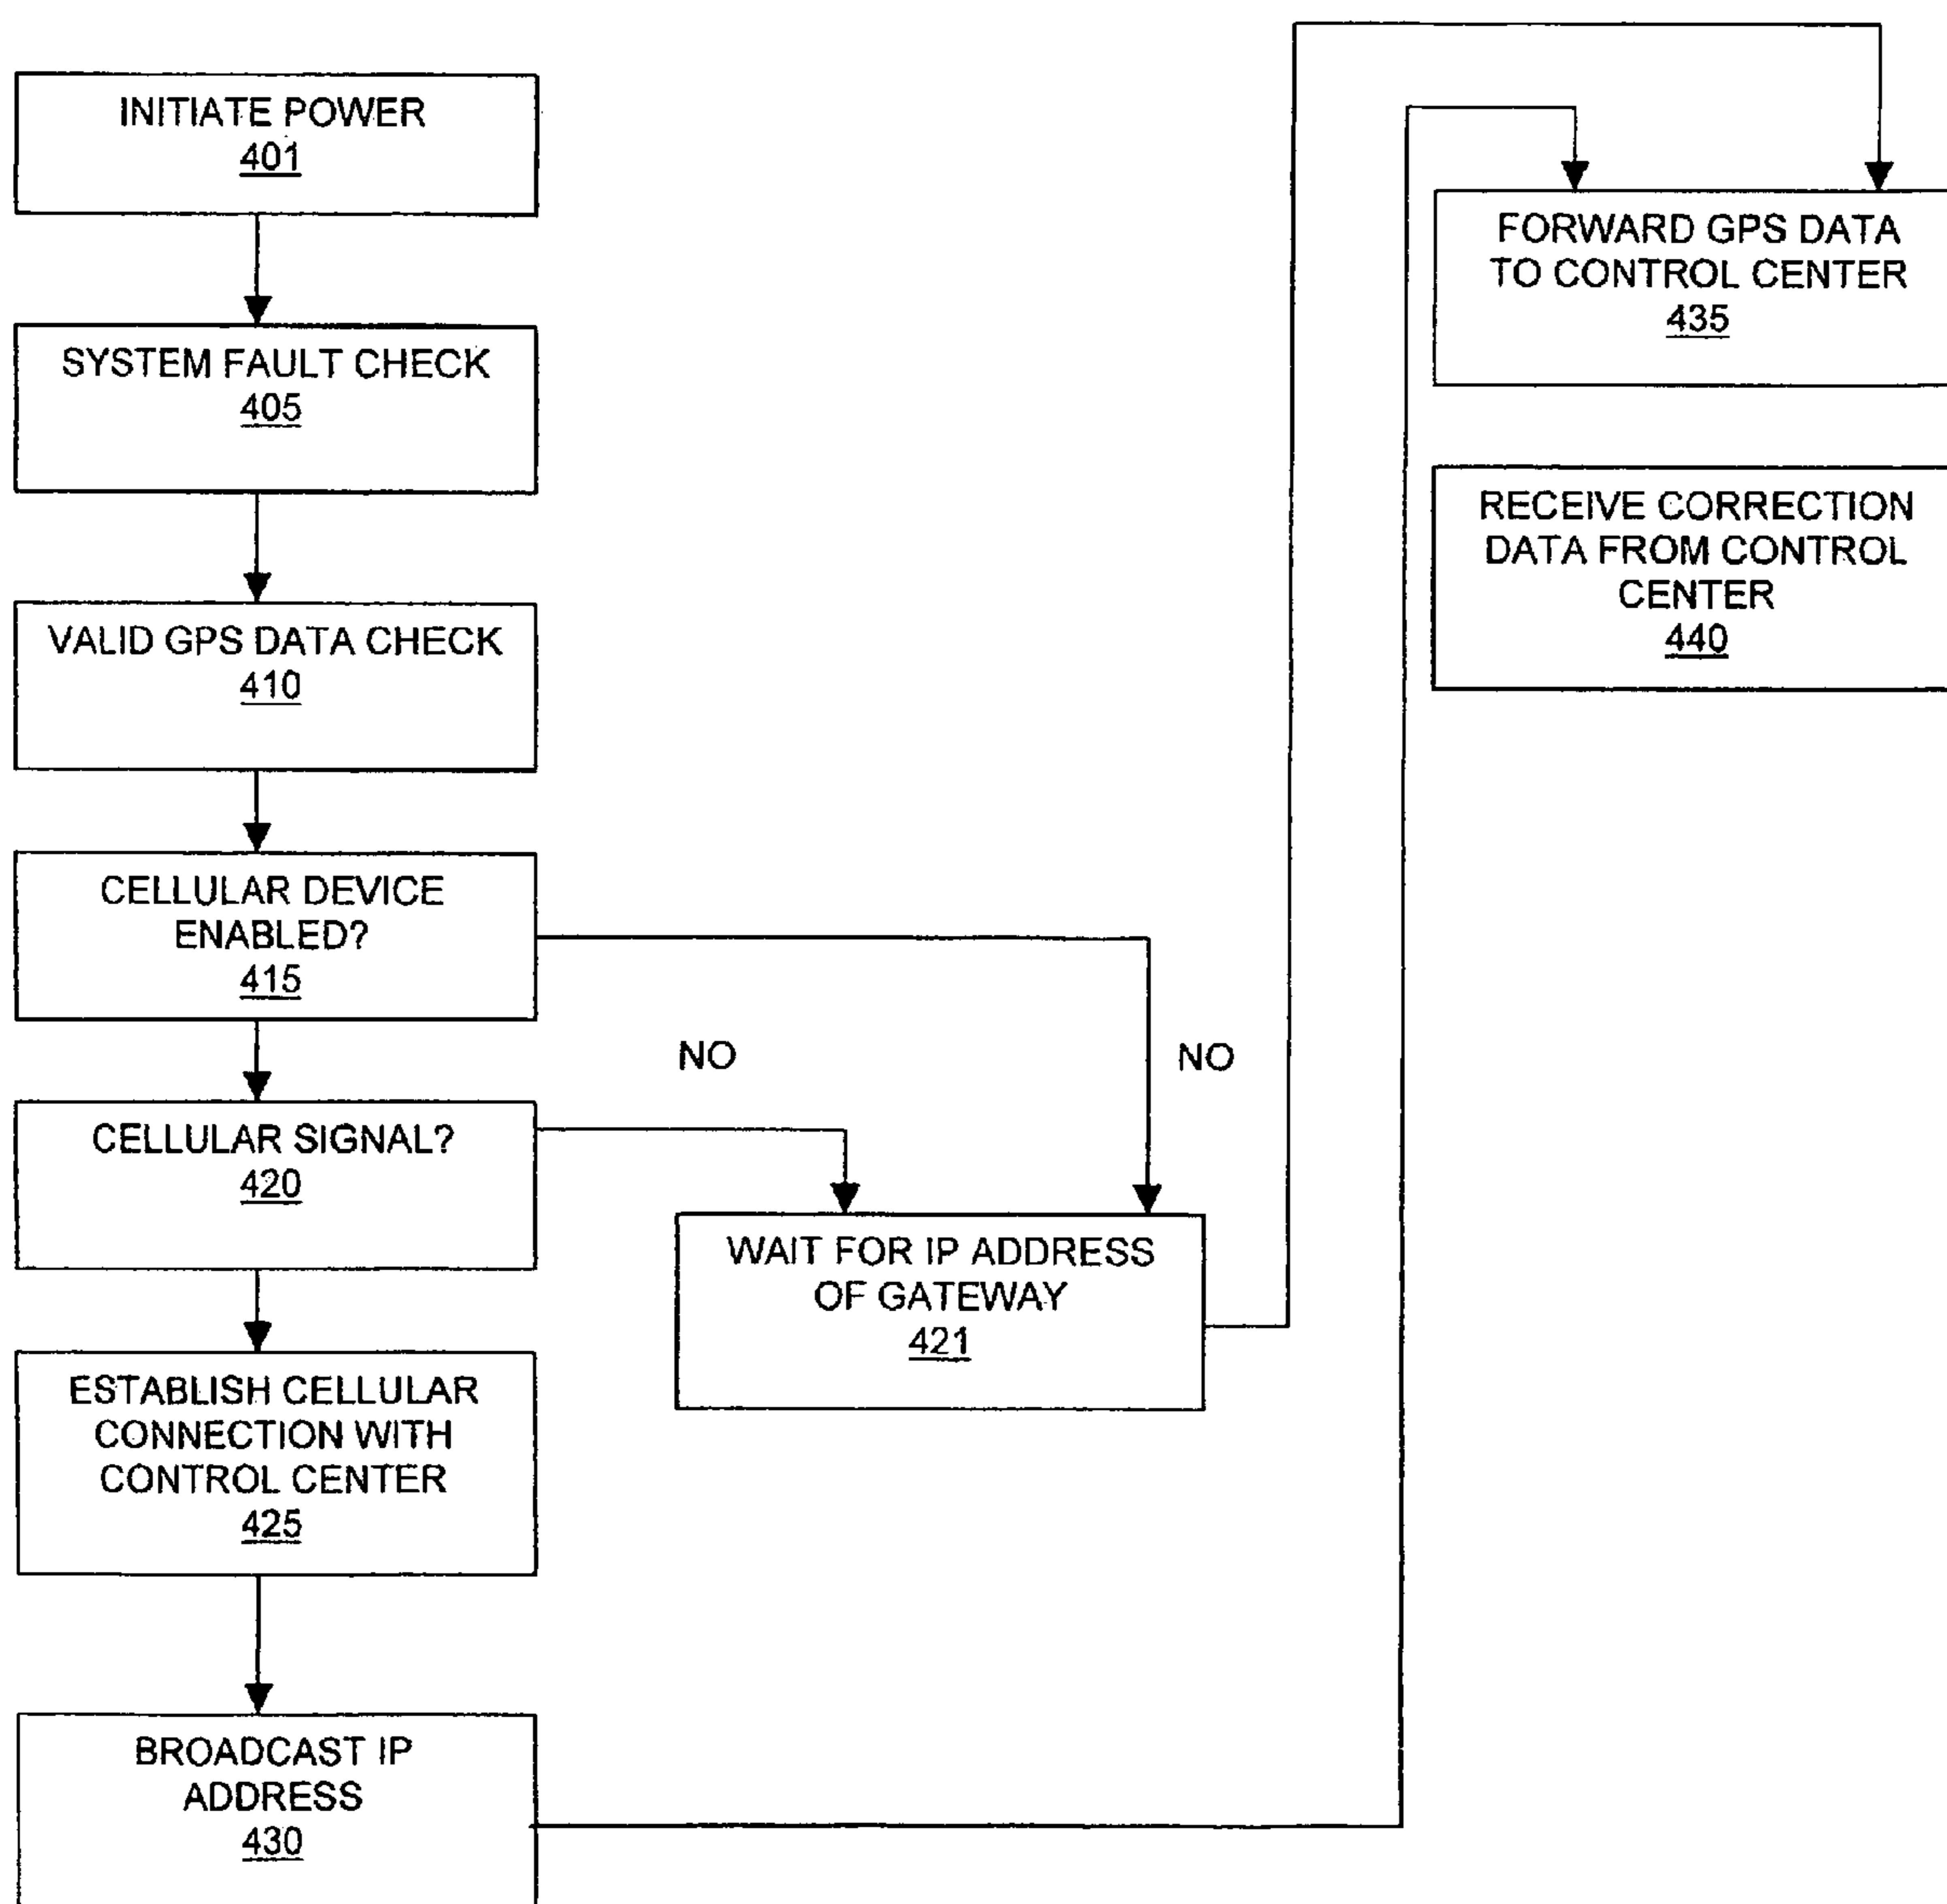 INITIATE POWER
401
SYSTEM FAULT CHECK
405
VALID GPS DATA CHECK
410
CELLULAR DEVICE
ENABLED?
415
NO
NO
CELLULAR SIGNAL?
420
WAIT FOR IP ADDRESS
OF GATEWAY
421
ESTABLISH CELLULAR
CONNECTION WITH
CONTROL CENTER
425
BROADCAST IP
ADDRESS
430
FORWARD GPS DATA
TO CONTROL CENTER
435
RECEIVE CORRECTION
DATA FROM CONTROL
CENTER
440